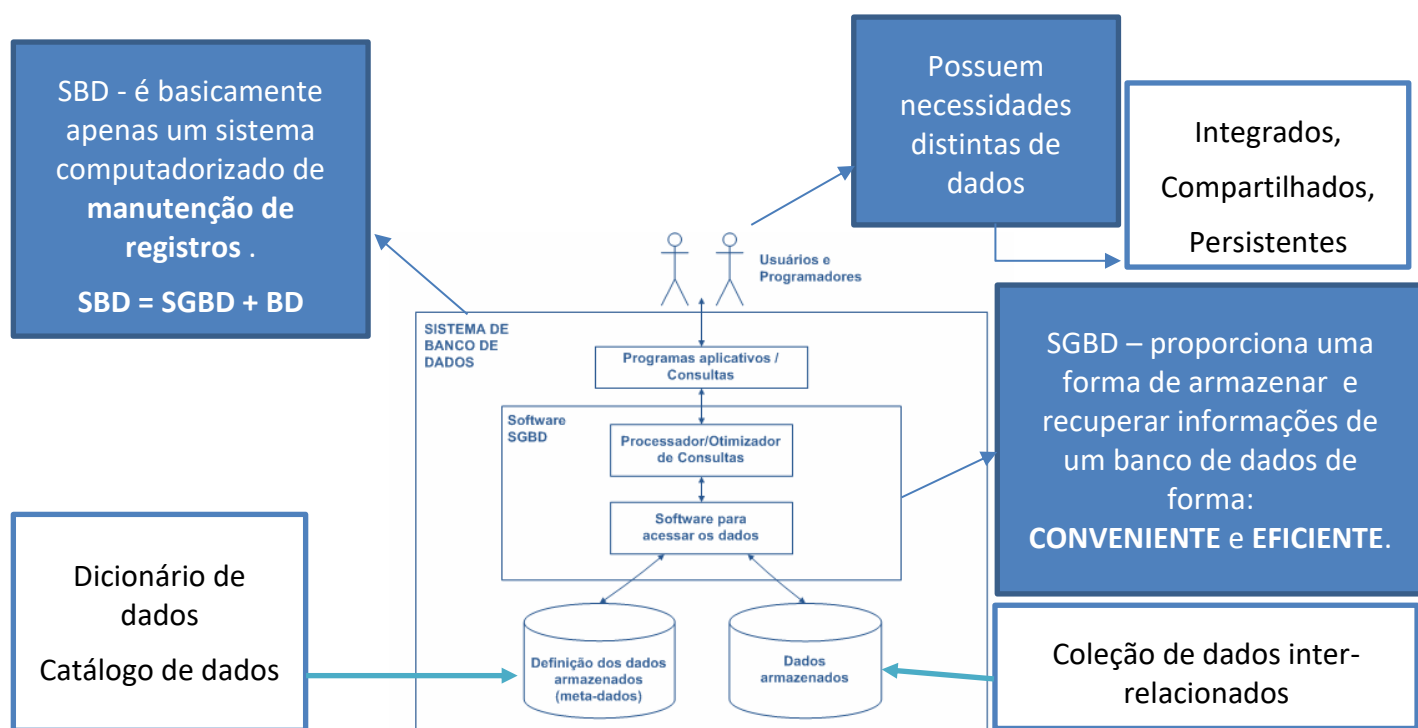 SBD - é basicamente
apenas um sistema
computadorizado de
manutenção de
registros .
SBD = SGBD + BD
Possuem
necessidades
distintas de
dados
Integrados,
Compartilhados,
Persistentes
Usuários e
Programadores
SISTEMA DE
BANCO DE
DADOS
Programas aplicativos /
Consultas
Software
SGBD
Processador/Otimizador
de Consultas
Software para
acessar os dados
SGBD – proporciona uma
forma de armazenar e
recuperar informações de
um banco de dados de
forma:
CONVENIENTE e EFICIENTE.
Dicionário de
dados
Catálogo de dados
Definição dos dados
armazenados
(meta-dados)
Dados
armazenados
Coleção de dados inter-
relacionados